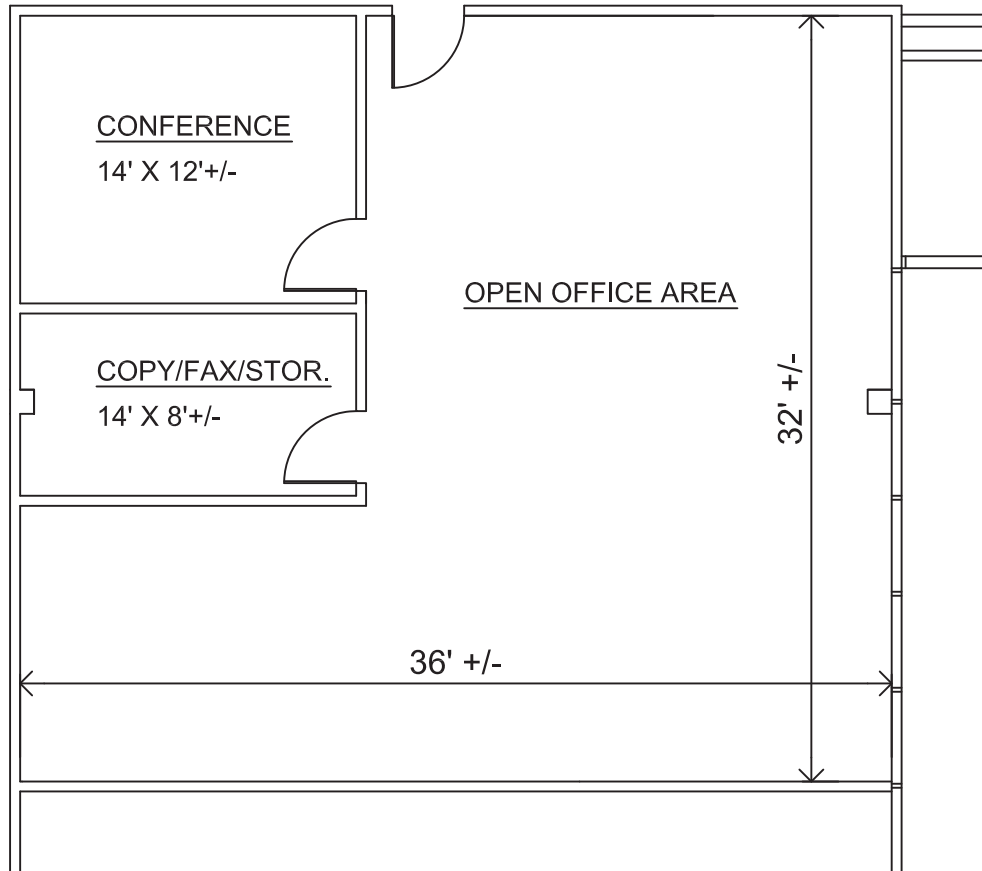 CONFERENCE
14' X 12'+/-
OPEN OFFICE AREA
COPY/FAX/STOR.
14' X 8'+/-
32' +/-
36' +/-